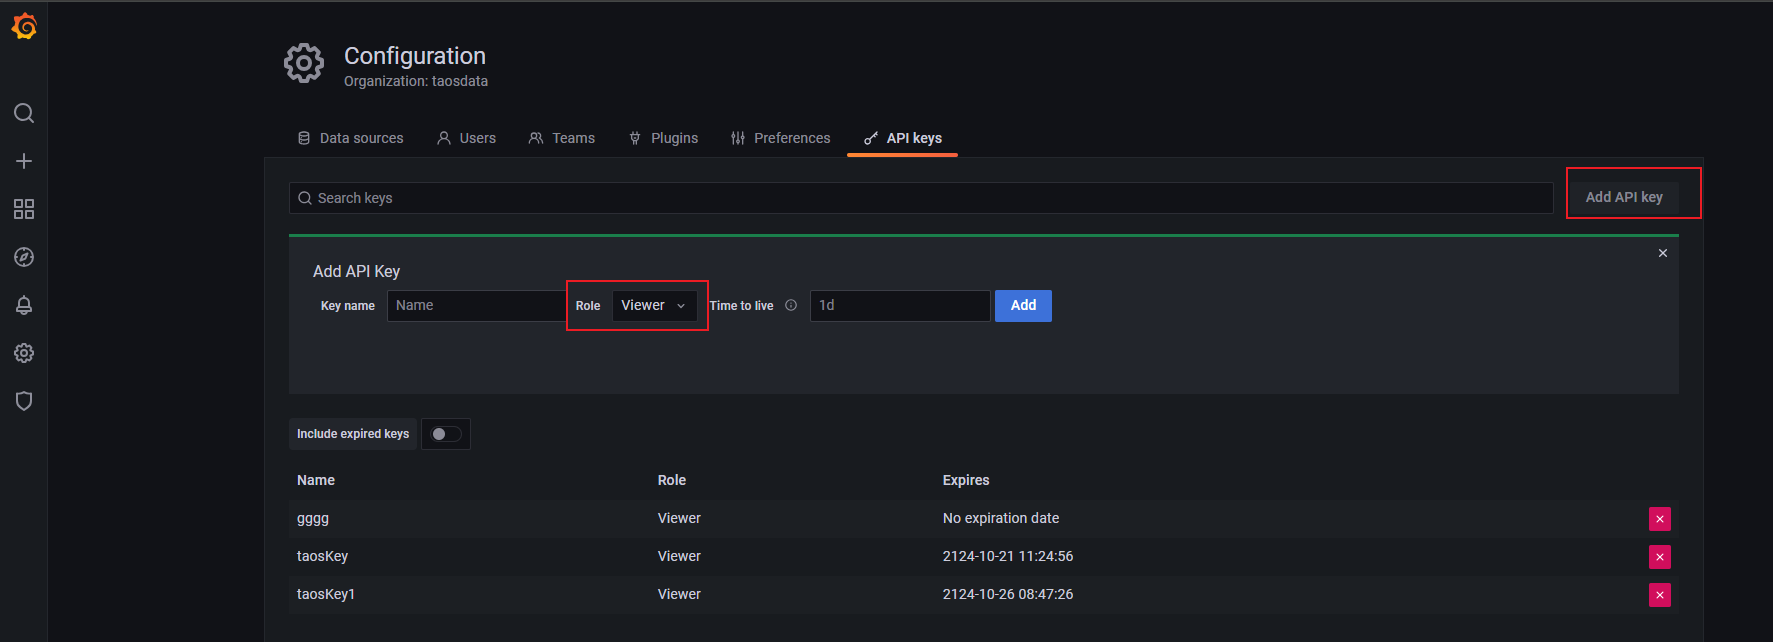 Configuration
Organization: taosdata
Data sources Users Teams Plugins Preferences API keys
Search keys Add API key
Add API Key
Key name Name Role Viewer Time to live 1d Add
Include expired keys
Name Role Expires
gggg Viewer No expiration date
taosKey Viewer 2124-10-21 11:24:56
taosKey1 Viewer 2124-10-26 08:47:26